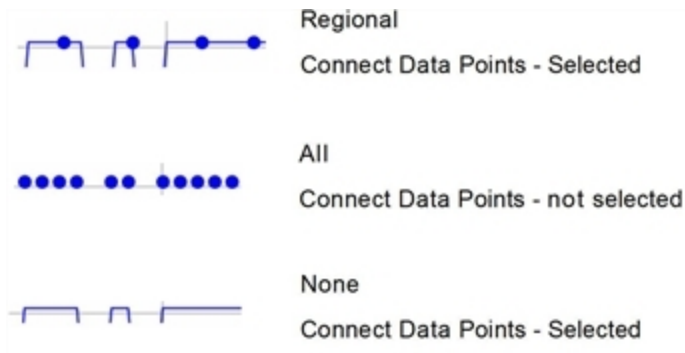 Regional
Connect Data Points - Selected
All
Connect Data Points - not selected
None
Connect Data Points - Selected